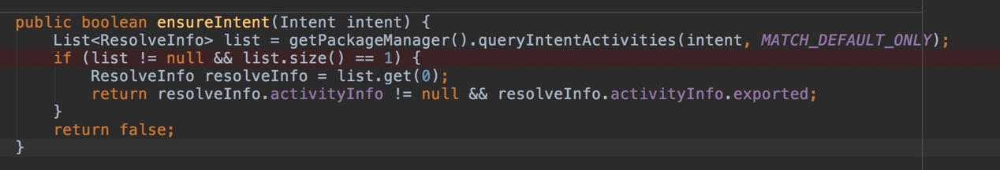 public boolean ensureIntent(Intent intent) {
    List<ResolveInfo> list = getPackageManager().queryIntentActivities(intent, MATCH_DEFAULT_ONLY);
    if (list != null && list.size() == 1) {
        ResolveInfo resolveInfo = list.get(0);
        return resolveInfo.activityInfo != null && resolveInfo.activityInfo.exported;
    }
    return false;
}